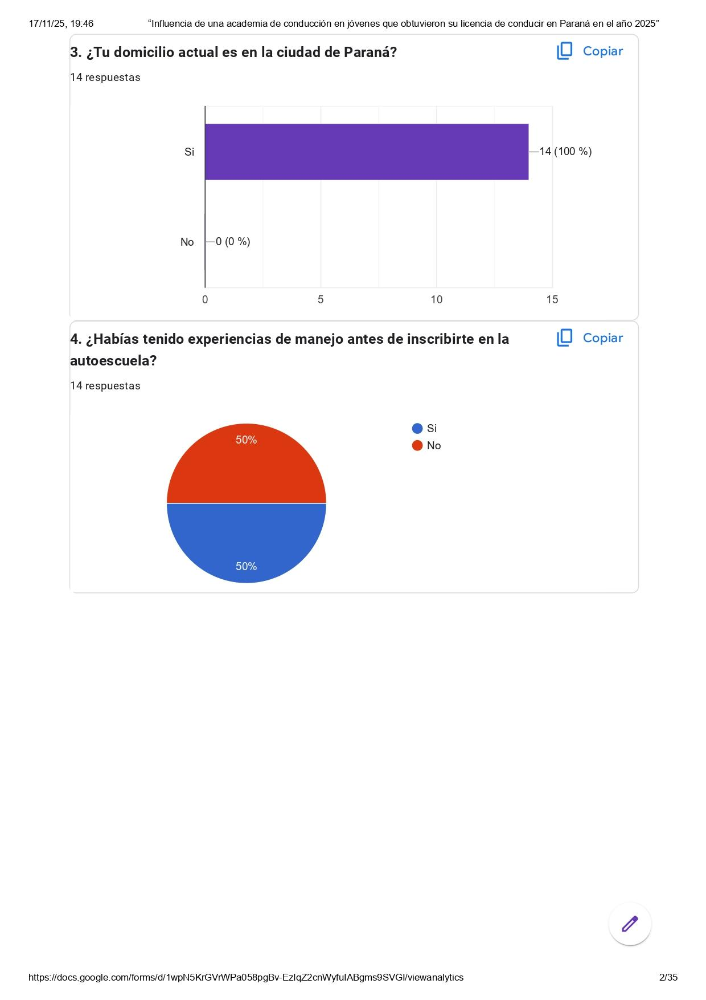 17/11/25, 19:46 “Influencia de una academia de conducción en jóvenes que obtuvieron su licencia de conducir en Paraná en el año 2025”
3. ¿Tu domicilio actual es en la ciudad de Paraná?
Copiar
14 respuestas
Si
14 (100 %)
No
0 (0 %)
0 5 10 15
4. ¿Habías tenido experiencias de manejo antes de inscribirte en la
autoescuela?
Copiar
14 respuestas
Si
No
50%
50%
https://docs.google.com/forms/d/1wpN5KrGVrWPa058pgBv-EzIqZ2cnWyfuIABgms9SVGI/viewanalytics 2/35